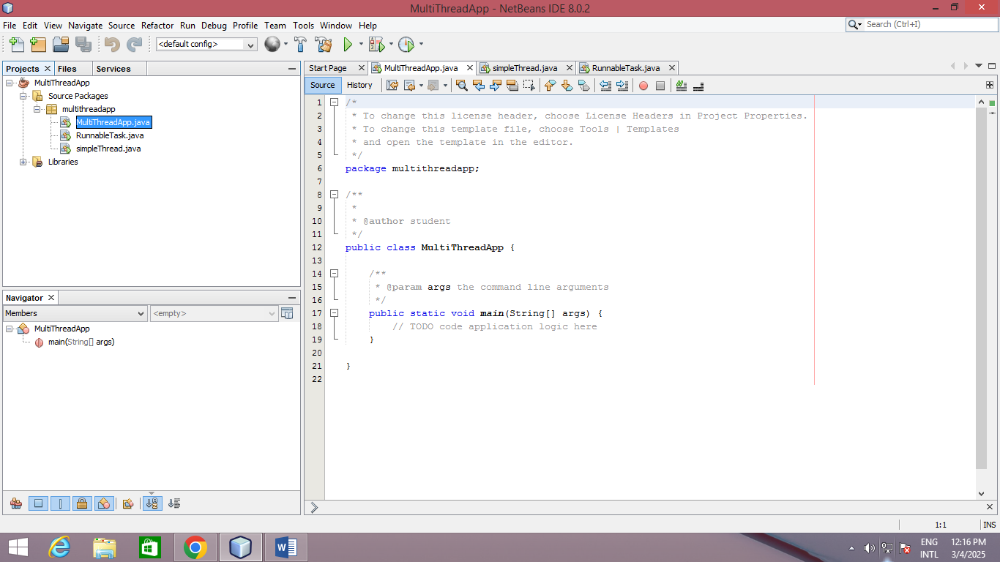 MultiThreadApp - NetBeans IDE 8.0.2
File Edit View Navigate Source Refactor Run Debug Profile Team Tools Window Help
Search (Ctrl+I)
<default config>
Projects Files Services
MultiThreadApp
Source Packages
multithreadapp
MultiThreadApp.java
RunnableTask.java
simpleThread.java
Libraries
Navigator
Members <empty>
MultiThreadApp
main(String[] args)
Start Page MultiThreadApp.java simpleThread.java RunnableTask.java
Source History
1 /*
2 * To change this license header, choose License Headers in Project Properties.
3 * To change this template file, choose Tools | Templates
4 * and open the template in the editor.
5 */
6 package multithreadapp;
7
8 /**
9 *
10 * @author student
11 */
12 public class MultiThreadApp {
13
14 /**
15 * @param args the command line arguments
16 */
17 public static void main(String[] args) {
18 // TODO code application logic here
19 }
20
21 }
22
1:1 INS
ENG 12:16 PM
INTL 3/4/2025